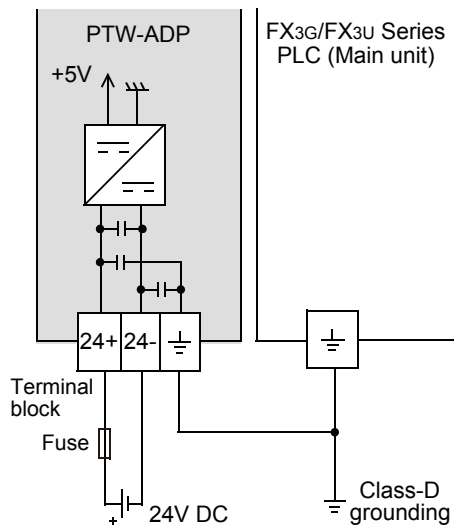 PTW-ADP
FX3G/FX3U Series
PLC (Main unit)
+5V
24+
24-
Terminal
block
Fuse
+
24V DC
Class-D
grounding